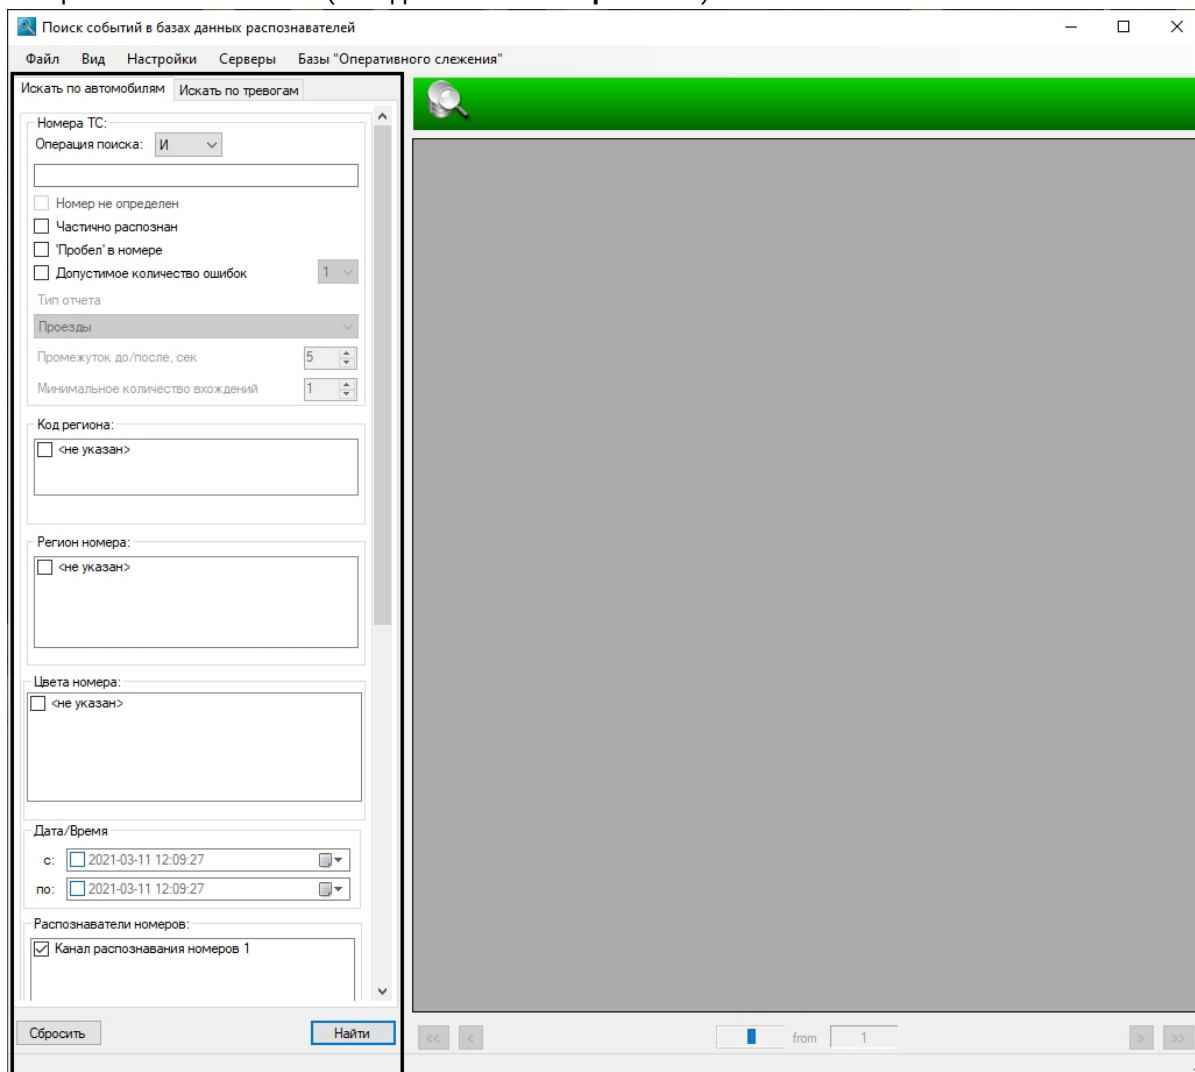 Поиск событий в базах данных распознавателей
Файл Вид Настройки Серверы Базы "Оперативного слежения"
Искать по автомобилям Искать по тревогам
Номера ТС:
Операция поиска: И
Номер не определен
Частично распознан
'Пробел' в номере
Допустимое количество ошибок 1
Тип отчета
Проезды
Промежуток до/после, сек 5
Минимальное количество вхождений 1
Код региона:
<не указан>
Регион номера:
<не указан>
Цвета номера:
<не указан>
Дата/Время
с: 2021-03-11 12:09:27
по: 2021-03-11 12:09:27
Распознаватели номеров:
Канал распознавания номеров 1
Сбросить Найти << < from 1 > >>